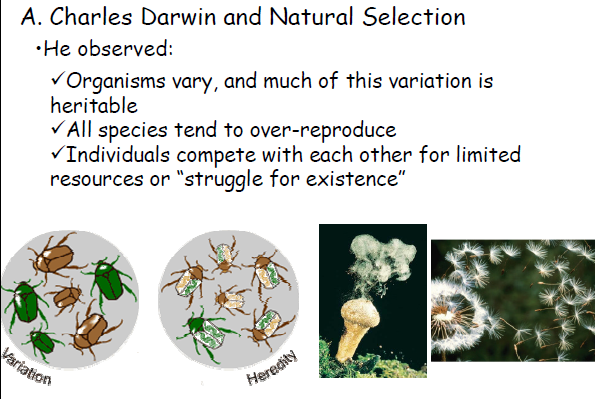 A. Charles Darwin and Natural Selection
•He observed:
✓Organisms vary, and much of this variation is
heritable
✓All species tend to over-reproduce
✓Individuals compete with each other for limited
resources or “struggle for existence”
Variation
Heredity